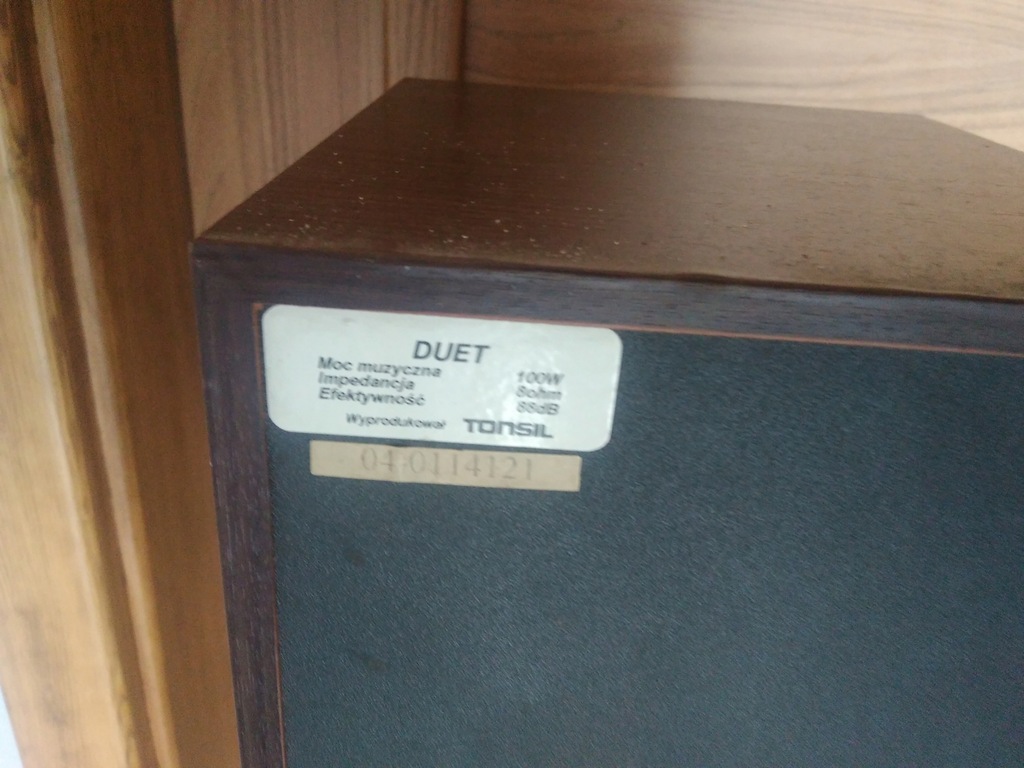 DUET
Moc muzyczna 100W
Impedancja 8ohm
Efektywność 88dB
Wyprodukował TONSIL
04-0114121